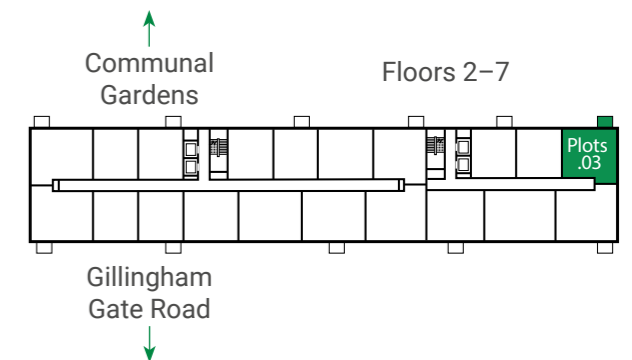 Communal
Gardens
Floors 2–7
Plots
.03
Gillingham
Gate Road